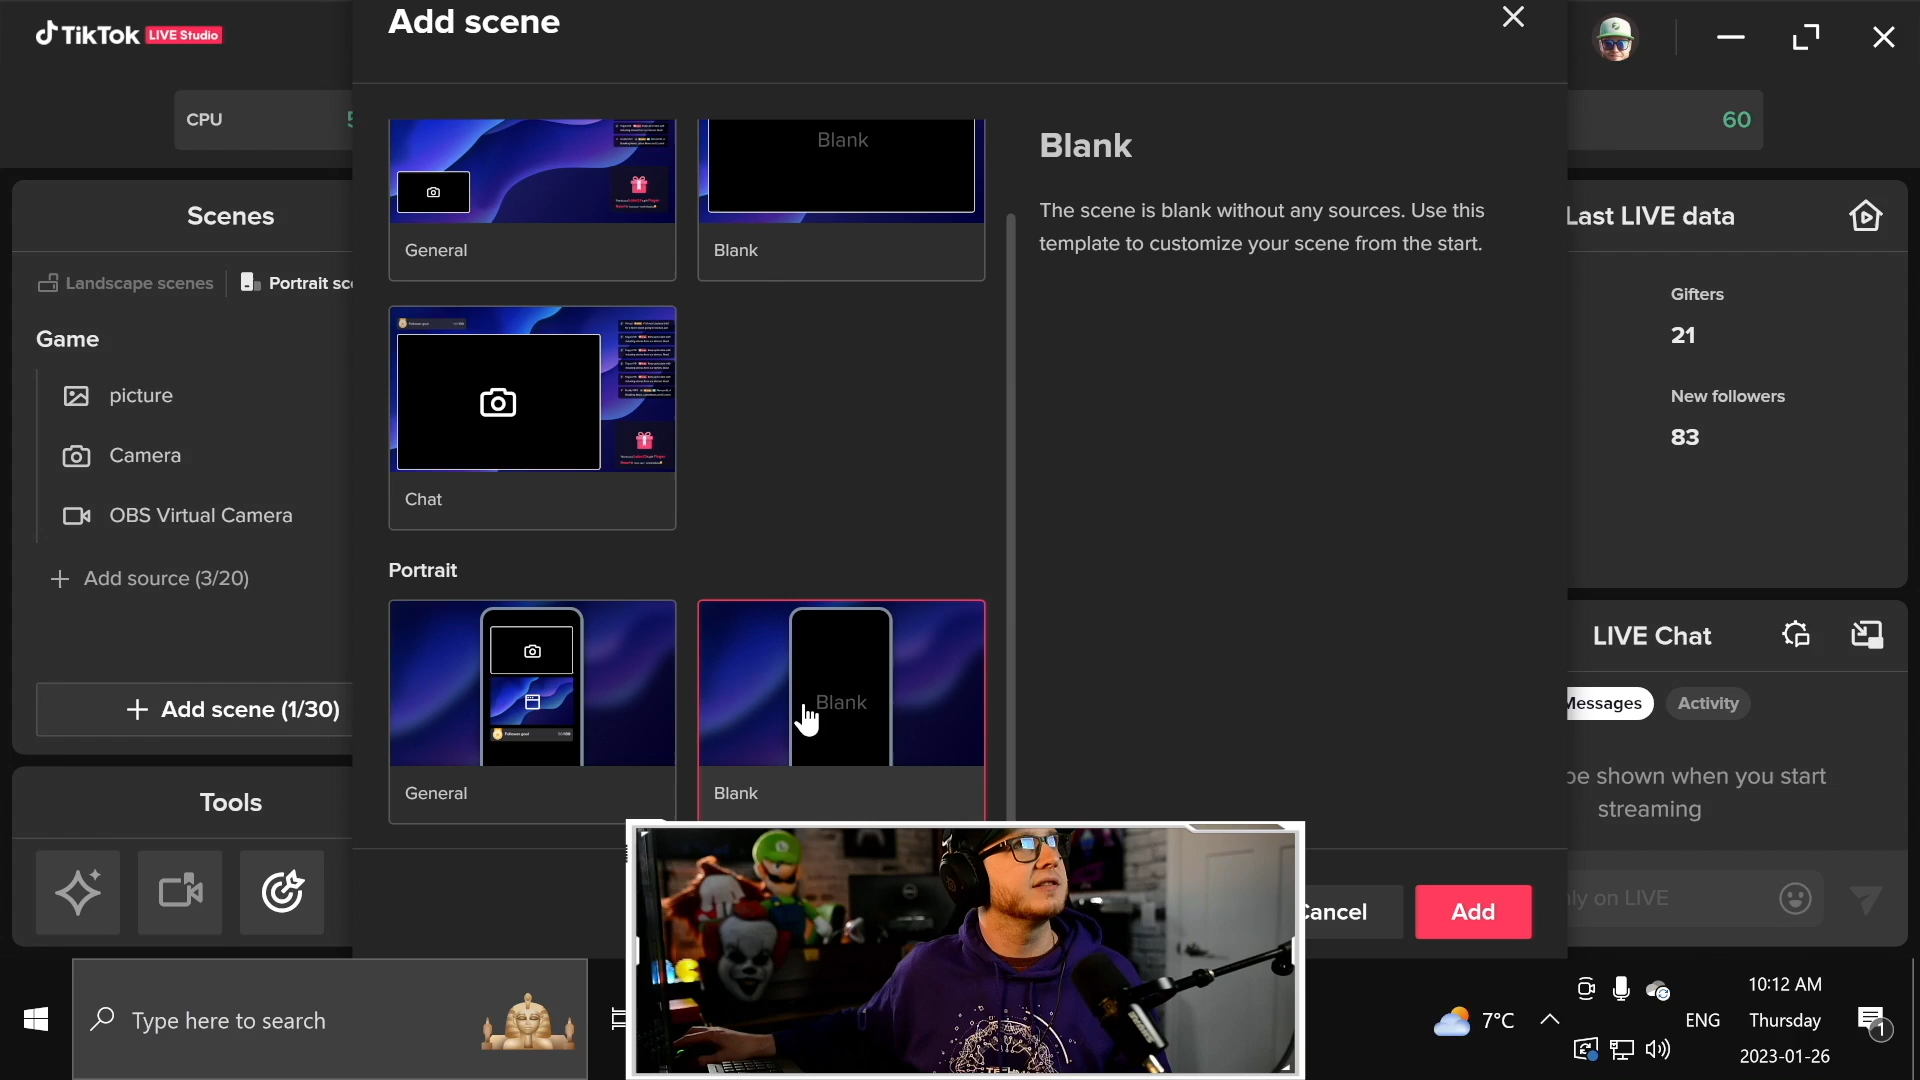 TikTok LIVE Studio
Add scene
CPU
60
Scenes
Landscape scenes
Portrait sc
Game
picture
Camera
OBS Virtual Camera
Add source (3/20)
Add scene (1/30)
Tools
General
Blank
Blank
Chat
Portrait
General
Blank
Blank
Blank
The scene is blank without any sources. Use this
template to customize your scene from the start.
Cancel
Add
Last LIVE data
Gifters
21
New followers
83
LIVE Chat
Messages
Activity
be shown when you start
streaming
ly on LIVE
Type here to search
7°C
ENG
10:12 AM
Thursday
2023-01-26
1